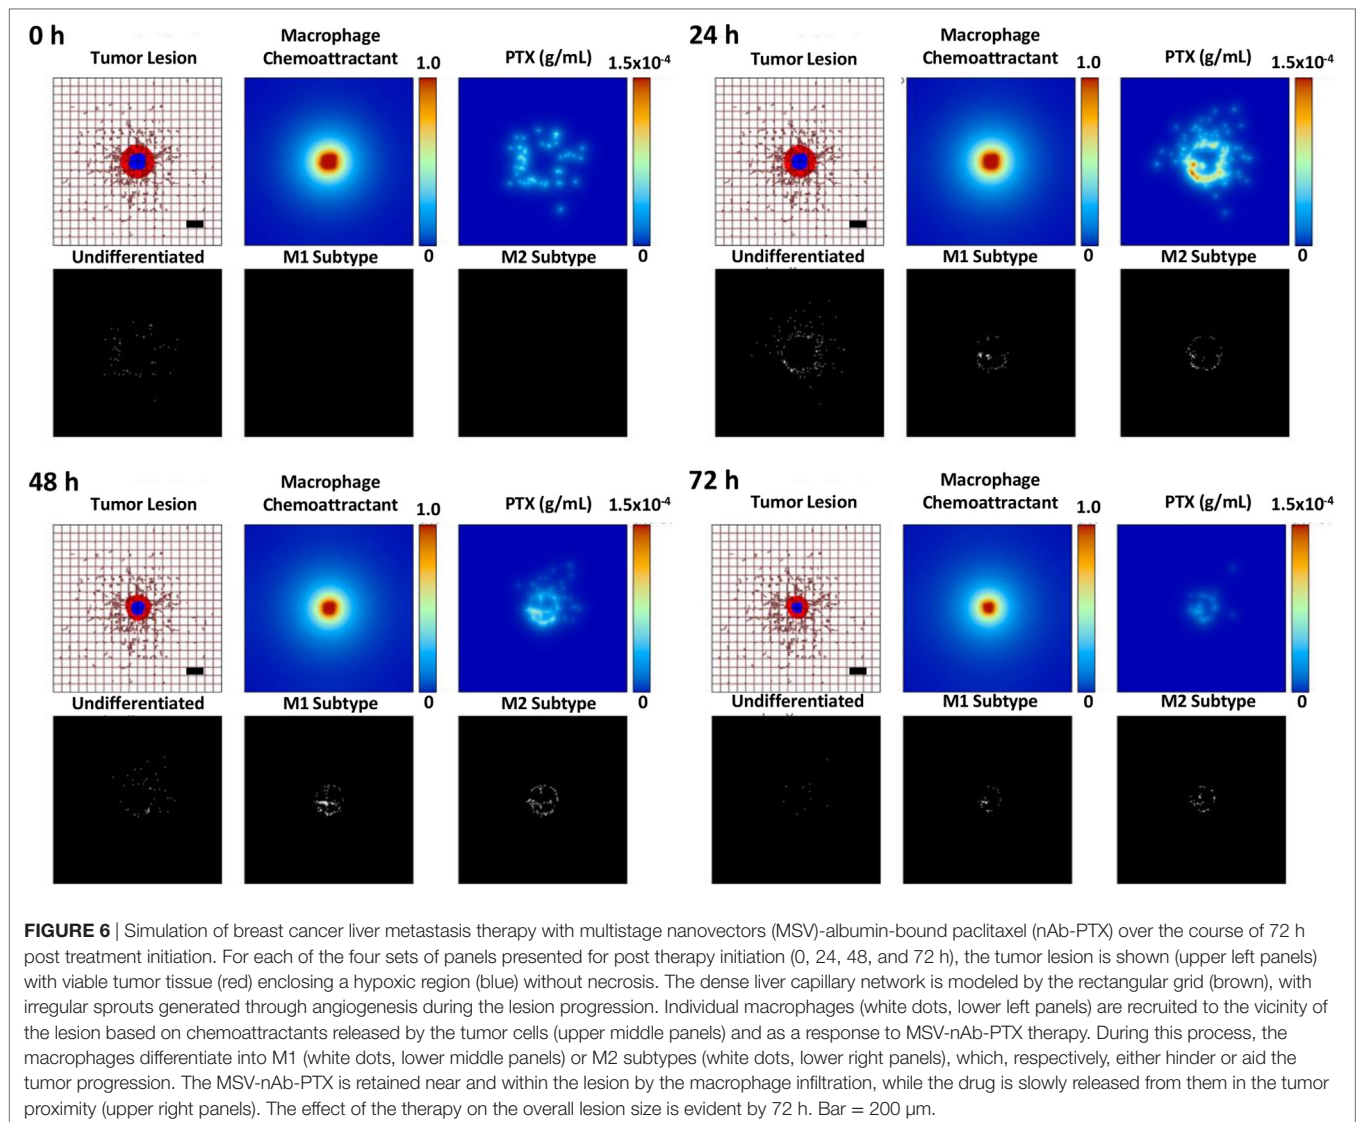 0 h
Tumor Lesion
Macrophage
Chemoattractant
1.0
PTX (g/mL)
1.5x10⁻⁴
0
0
Undifferentiated
M1 Subtype
M2 Subtype
24 h
Tumor Lesion
Macrophage
Chemoattractant
1.0
PTX (g/mL)
1.5x10⁻⁴
0
0
Undifferentiated
M1 Subtype
M2 Subtype
48 h
Tumor Lesion
Macrophage
Chemoattractant
1.0
PTX (g/mL)
1.5x10⁻⁴
0
0
Undifferentiated
M1 Subtype
M2 Subtype
72 h
Tumor Lesion
Macrophage
Chemoattractant
1.0
PTX (g/mL)
1.5x10⁻⁴
0
0
Undifferentiated
M1 Subtype
M2 Subtype
FIGURE 6 | Simulation of breast cancer liver metastasis therapy with multistage nanovectors (MSV)-albumin-bound paclitaxel (nAb-PTX) over the course of 72 h
post treatment initiation. For each of the four sets of panels presented for post therapy initiation (0, 24, 48, and 72 h), the tumor lesion is shown (upper left panels)
with viable tumor tissue (red) enclosing a hypoxic region (blue) without necrosis. The dense liver capillary network is modeled by the rectangular grid (brown), with
irregular sprouts generated through angiogenesis during the lesion progression. Individual macrophages (white dots, lower left panels) are recruited to the vicinity of
the lesion based on chemoattractants released by the tumor cells (upper middle panels) and as a response to MSV-nAb-PTX therapy. During this process, the
macrophages differentiate into M1 (white dots, lower middle panels) or M2 subtypes (white dots, lower right panels), which, respectively, either hinder or aid the
tumor progression. The MSV-nAb-PTX is retained near and within the lesion by the macrophage infiltration, while the drug is slowly released from them in the tumor
proximity (upper right panels). The effect of the therapy on the overall lesion size is evident by 72 h. Bar = 200 μm.